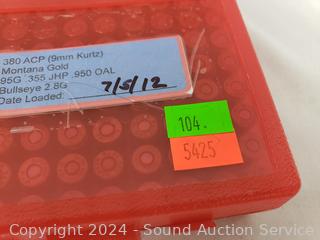 380 ACP (9mm Kurtz)
Montana Gold
95G .355 JHP .950 OAL
Bullseye 2.8G
Date Loaded:
7/5/12
104.
5425
Copyright © 2024 - Sound Auction Service